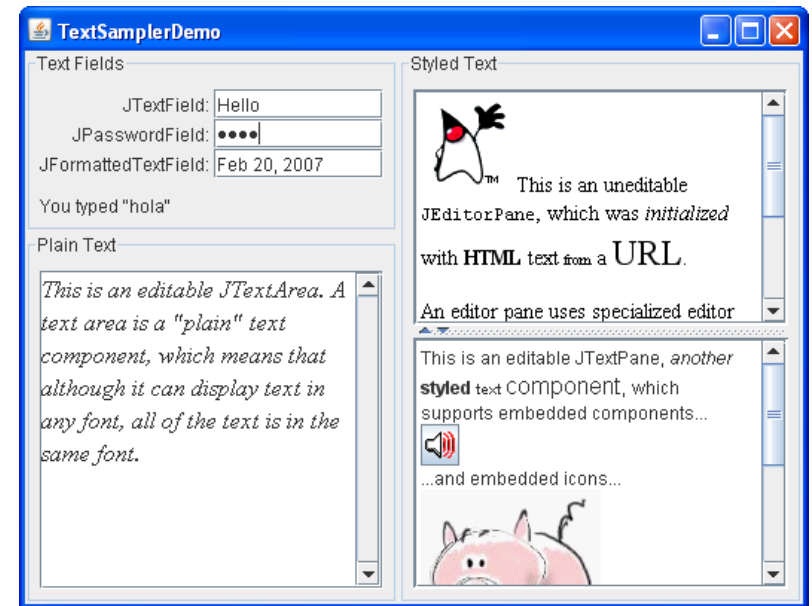 TextSamplerDemo
Text Fields
JTextField: Hello
JPasswordField: ••••
JFormattedTextField: Feb 20, 2007
You typed "hola"
Plain Text
This is an editable JTextArea. A
text area is a "plain" text
component, which means that
although it can display text in
any font, all of the text is in the
same font.
Styled Text
TM This is an uneditable
JEditorPane, which was initialized
with HTML text from a URL.
An editor pane uses specialized editor
This is an editable JTextPane, another
styled text component, which
supports embedded components...
...and embedded icons...